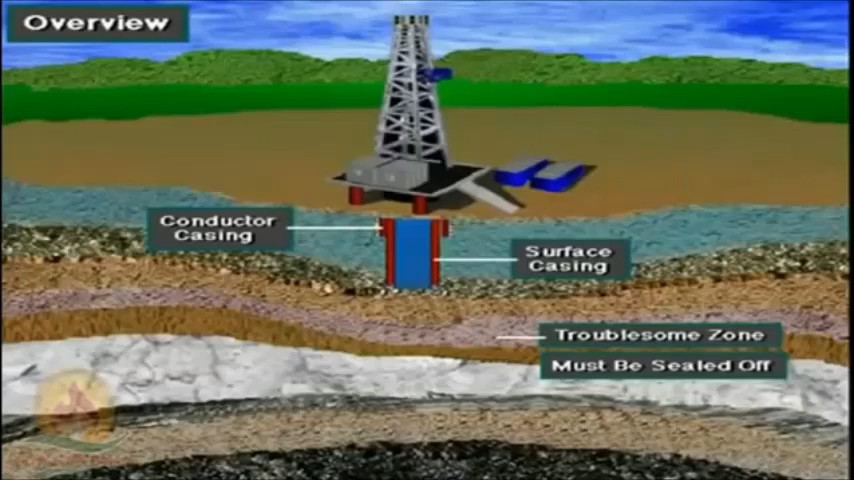 Overview
Conductor
Casing
Surface
Casing
Troublesome Zone
Must Be Sealed Off